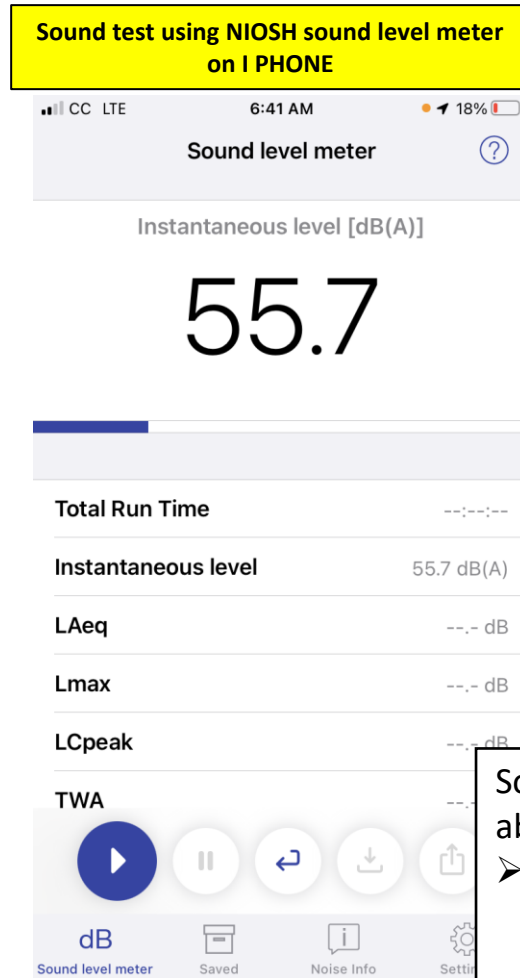 Sound test using NIOSH sound level meter
on I PHONE
CC LTE 6:41 AM 18%
Sound level meter ?
Instantaneous level [dB(A)]
55.7
Total Run Time --:--:--
Instantaneous level 55.7 dB(A)
LAeq --.- dB
Lmax --.- dB
LCpeak --.- dB
TWA --.
dB
Sound level meter Saved Noise Info